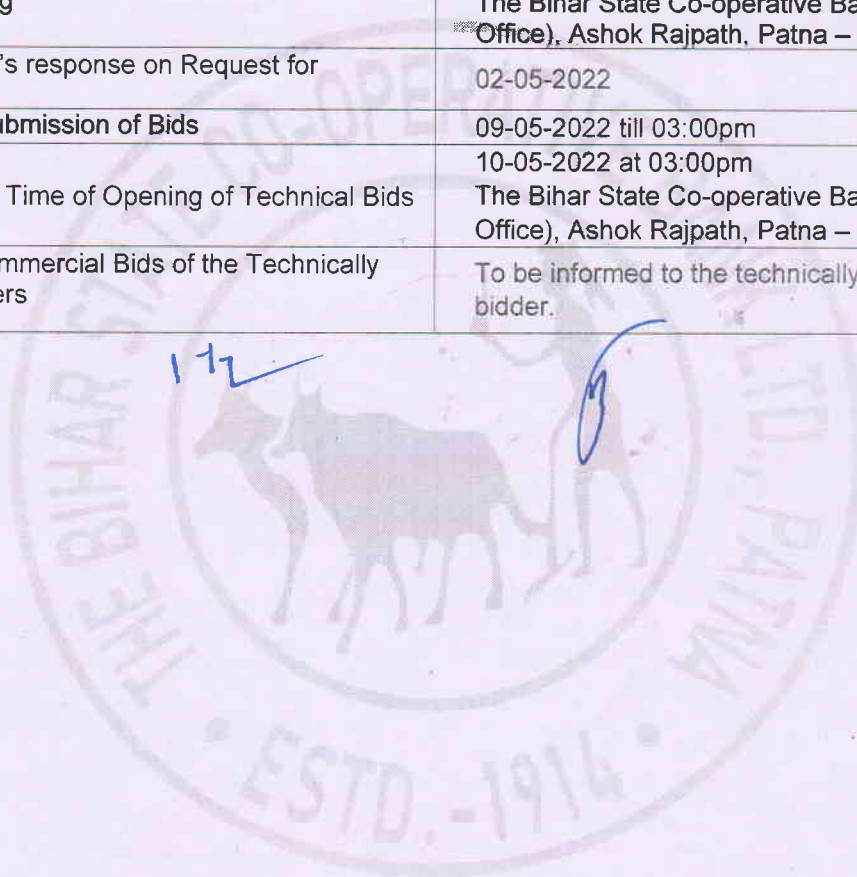 g
The Bihar State Co-operative Ba
Office), Ashok Rajpath, Patna –
's response on Request for
02-05-2022
ubmission of Bids
09-05-2022 till 03:00pm
Time of Opening of Technical Bids
10-05-2022 at 03:00pm
The Bihar State Co-operative Ba
Office), Ashok Rajpath, Patna –
mmercial Bids of the Technically
ers
To be informed to the technically
bidder.
THE BIHAR STATE CO-OPERATIVE BANK LTD., PATNA
ESTD.-1914